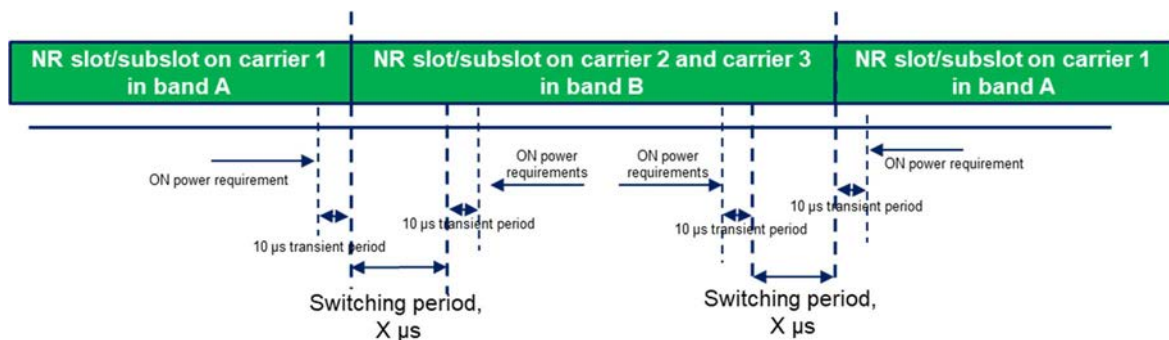 NR slot/subslot on carrier 1
in band A
NR slot/subslot on carrier 2 and carrier 3
in band B
NR slot/subslot on carrier 1
in band A
ON power requirement
ON power
requirements
ON power
requirements
ON power requirement
10 µs transient period
10 µs transient period
10 µs transient period
10 µs transient period
Switching period,
X µs
Switching period,
X µs